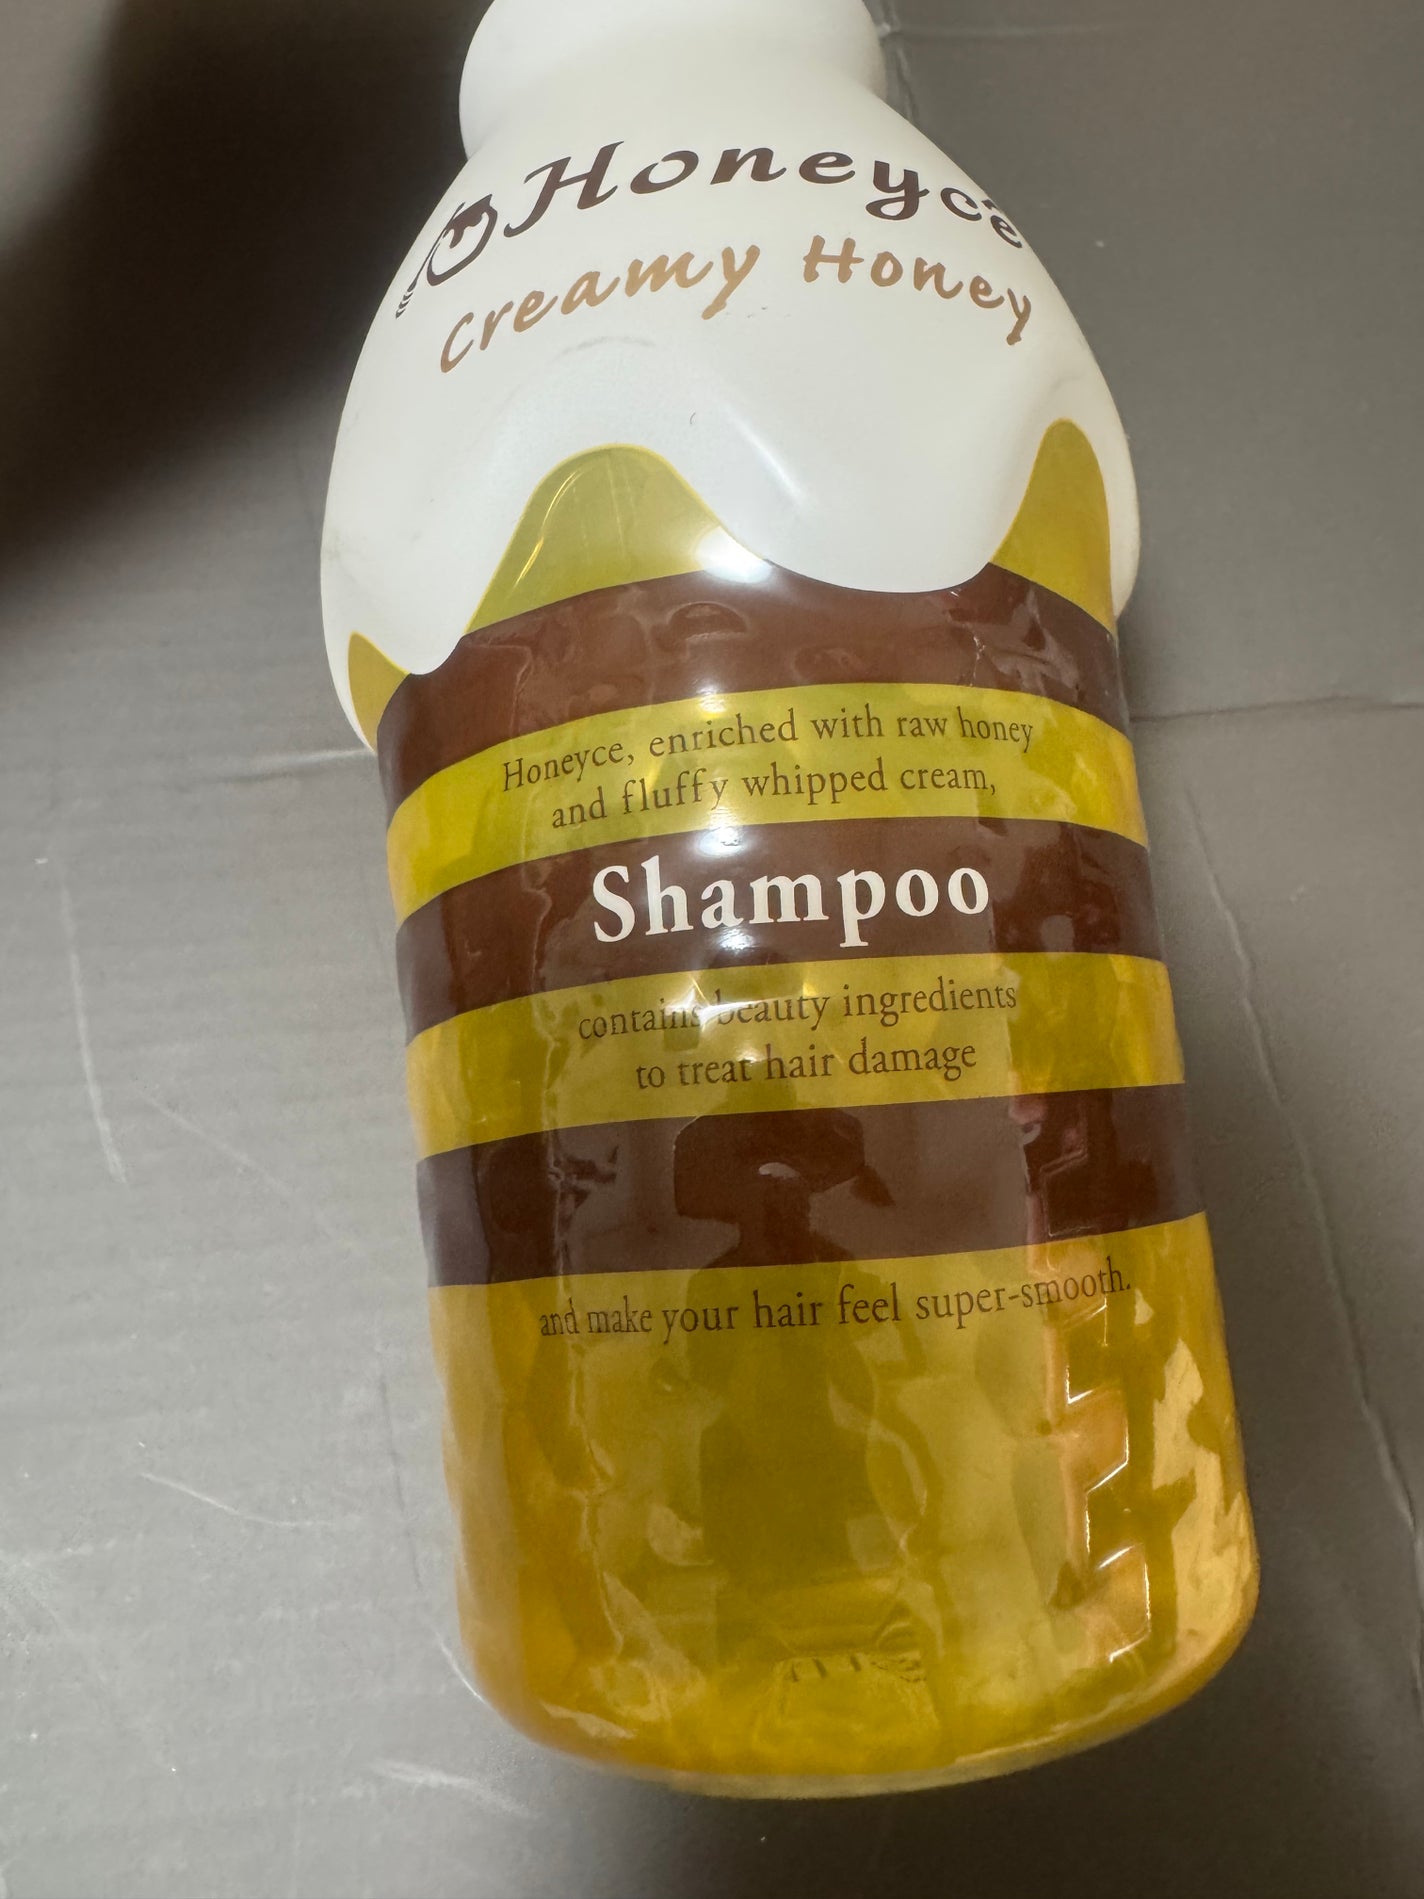 Honeyce
Creamy Honey
Honeyce, enriched with raw honey
and fluffy whipped cream,
Shampoo
contains beauty ingredients
to treat hair damage
and make your hair feel super-smooth.